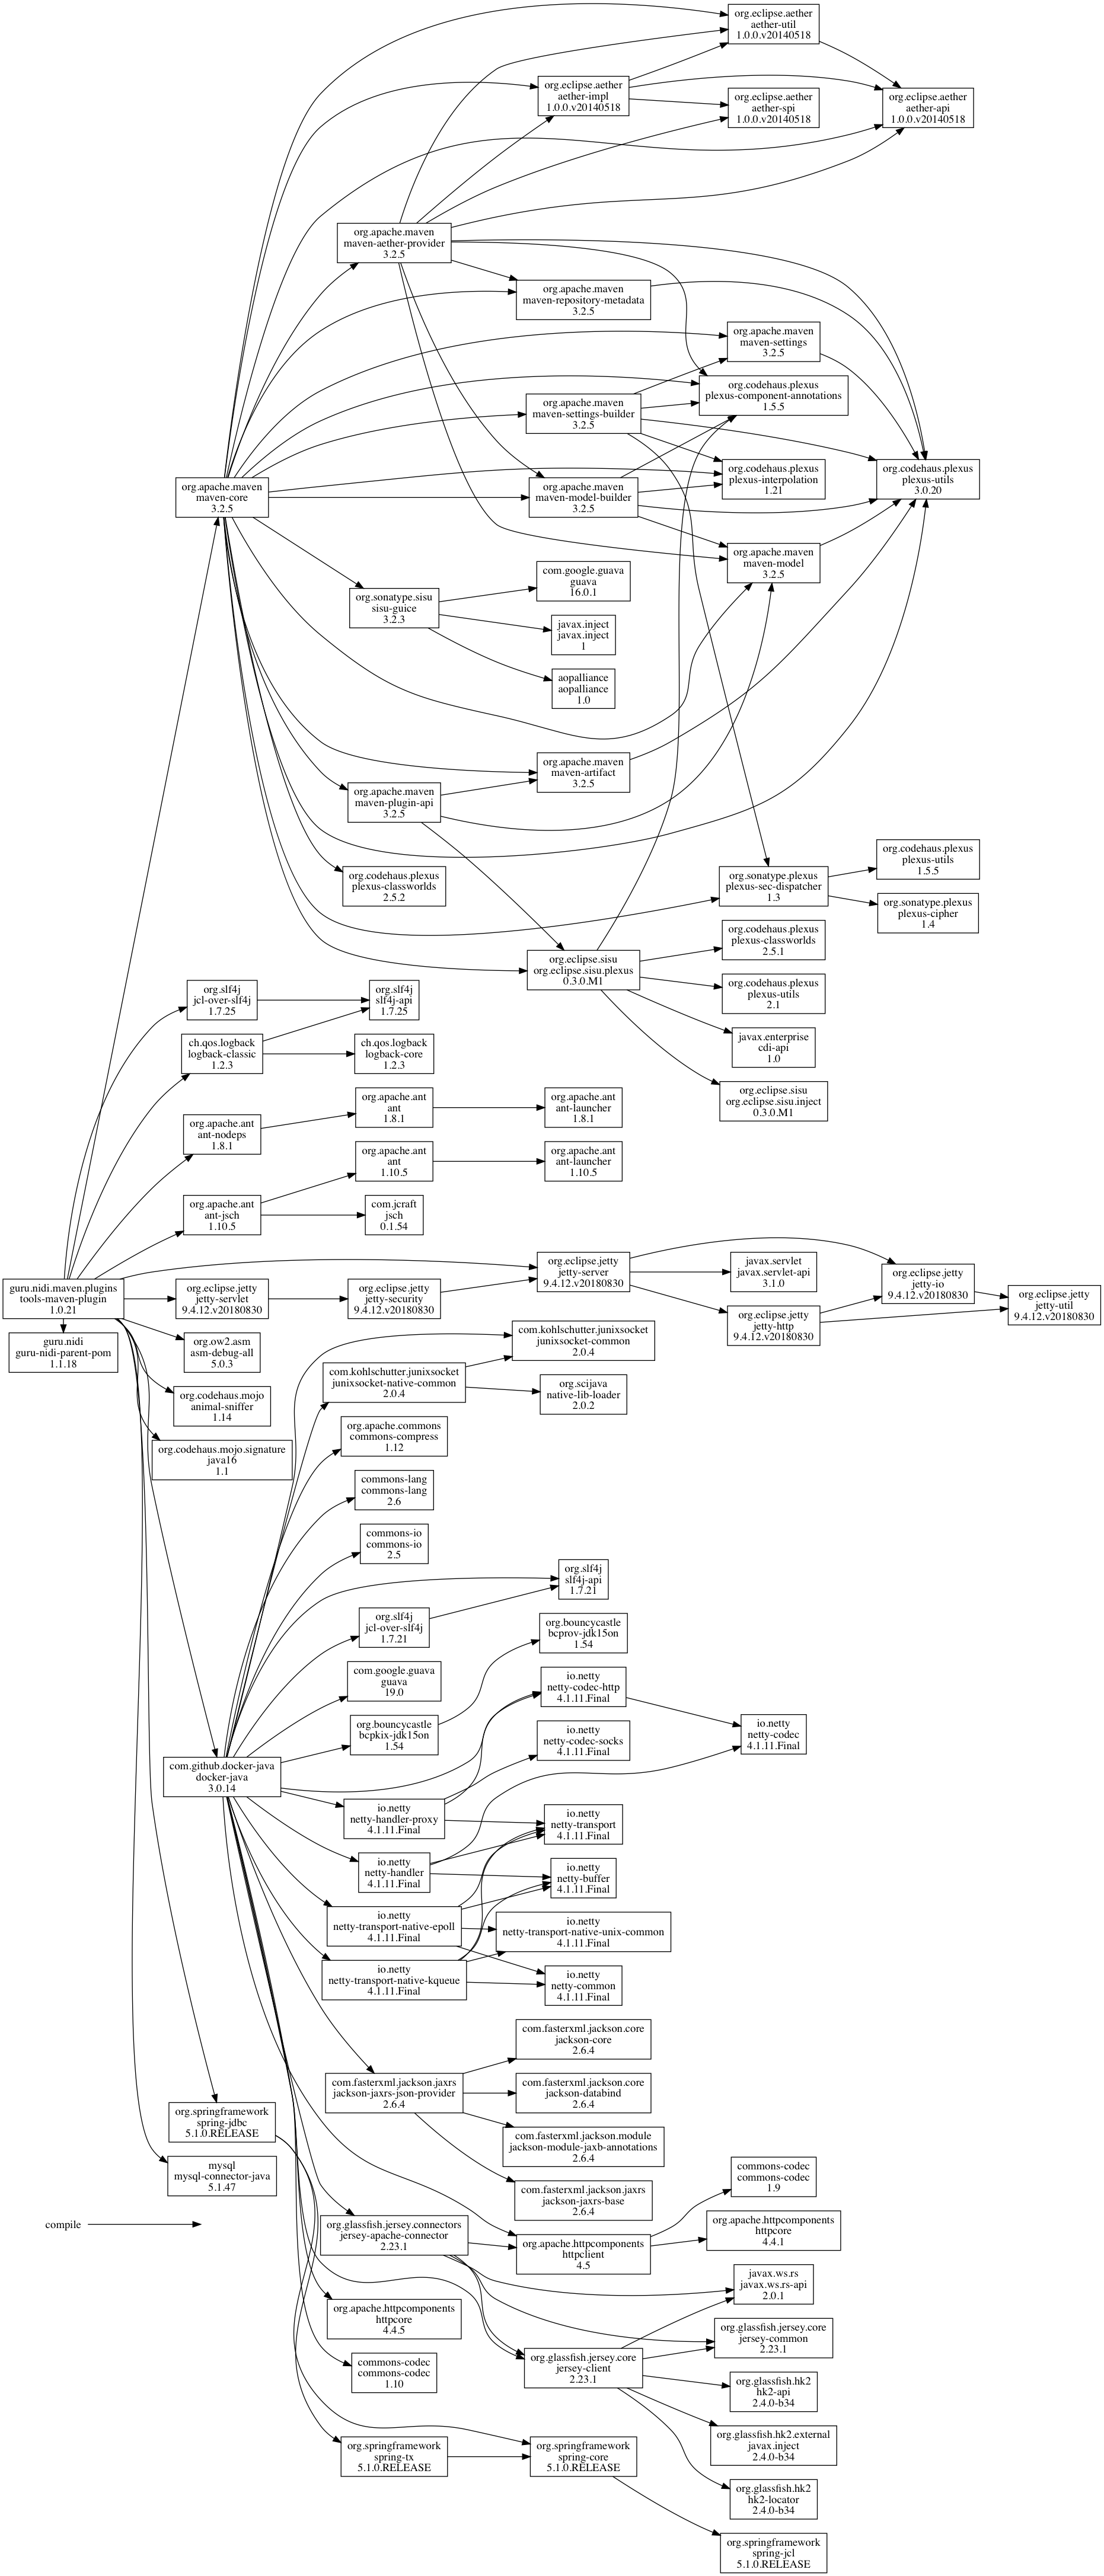 org.eclipse.aether
aether-util
1.0.0.v20140518
org.eclipse.aether
aether-impl
1.0.0.v20140518
org.eclipse.aether
aether-spi
1.0.0.v20140518
org.eclipse.aether
aether-api
1.0.0.v20140518
org.apache.maven
maven-aether-provider
3.2.5
org.apache.maven
maven-repository-metadata
3.2.5
org.apache.maven
maven-settings
3.2.5
org.codehaus.plexus
plexus-component-annotations
1.5.5
org.apache.maven
maven-settings-builder
3.2.5
org.apache.maven
maven-core
3.2.5
org.apache.maven
maven-model-builder
3.2.5
org.codehaus.plexus
plexus-interpolation
1.21
org.codehaus.plexus
plexus-utils
3.0.20
org.apache.maven
maven-model
3.2.5
org.sonatype.sisu
sisu-guice
3.2.3
com.google.guava
guava
16.0.1
javax.inject
javax.inject
1
aopalliance
aopalliance
1.0
org.apache.maven
maven-artifact
3.2.5
org.apache.maven
maven-plugin-api
3.2.5
org.codehaus.plexus
plexus-classworlds
2.5.2
org.sonatype.plexus
plexus-sec-dispatcher
1.3
org.codehaus.plexus
plexus-utils
1.5.5
org.sonatype.plexus
plexus-cipher
1.4
org.eclipse.sisu
org.eclipse.sisu.plexus
0.3.0.M1
org.codehaus.plexus
plexus-classworlds
2.5.1
org.codehaus.plexus
plexus-utils
2.1
javax.enterprise
cdi-api
1.0
org.eclipse.sisu
org.eclipse.sisu.inject
0.3.0.M1
org.slf4j
jcl-over-slf4j
1.7.25
org.slf4j
slf4j-api
1.7.25
ch.qos.logback
logback-classic
1.2.3
ch.qos.logback
logback-core
1.2.3
org.apache.ant
ant-nodeps
1.8.1
org.apache.ant
ant
1.8.1
org.apache.ant
ant-launcher
1.8.1
org.apache.ant
ant-jsch
1.10.5
org.apache.ant
ant
1.10.5
org.apache.ant
ant-launcher
1.10.5
com.jcraft
jsch
0.1.54
guru.nidi.maven.plugins
tools-maven-plugin
1.0.21
org.eclipse.jetty
jetty-servlet
9.4.12.v20180830
org.eclipse.jetty
jetty-security
9.4.12.v20180830
org.eclipse.jetty
jetty-server
9.4.12.v20180830
javax.servlet
javax.servlet-api
3.1.0
org.eclipse.jetty
jetty-io
9.4.12.v20180830
org.eclipse.jetty
jetty-http
9.4.12.v20180830
org.eclipse.jetty
jetty-util
9.4.12.v20180830
guru.nidi
guru-nidi-parent-pom
1.1.18
org.ow2.asm
asm-debug-all
5.0.3
org.codehaus.mojo
animal-sniffer
1.14
org.codehaus.mojo.signature
java16
1.1
com.kohlschutter.junixsocket
junixsocket-common
2.0.4
com.kohlschutter.junixsocket
junixsocket-native-common
2.0.4
org.scijava
native-lib-loader
2.0.2
org.apache.commons
commons-compress
1.12
commons-lang
commons-lang
2.6
commons-io
commons-io
2.5
org.slf4j
slf4j-api
1.7.21
org.slf4j
jcl-over-slf4j
1.7.21
com.google.guava
guava
19.0
org.bouncycastle
bcprov-jdk15on
1.54
org.bouncycastle
bcpkix-jdk15on
1.54
com.github.docker-java
docker-java
3.0.14
io.netty
netty-codec-http
4.1.11.Final
io.netty
netty-codec-socks
4.1.11.Final
io.netty
netty-codec
4.1.11.Final
io.netty
netty-handler-proxy
4.1.11.Final
io.netty
netty-transport
4.1.11.Final
io.netty
netty-handler
4.1.11.Final
io.netty
netty-buffer
4.1.11.Final
io.netty
netty-transport-native-epoll
4.1.11.Final
io.netty
netty-transport-native-unix-common
4.1.11.Final
io.netty
netty-transport-native-kqueue
4.1.11.Final
io.netty
netty-common
4.1.11.Final
com.fasterxml.jackson.core
jackson-core
2.6.4
com.fasterxml.jackson.jaxrs
jackson-jaxrs-json-provider
2.6.4
com.fasterxml.jackson.core
jackson-databind
2.6.4
com.fasterxml.jackson.module
jackson-module-jaxb-annotations
2.6.4
com.fasterxml.jackson.jaxrs
jackson-jaxrs-base
2.6.4
org.springframework
spring-jdbc
5.1.0.RELEASE
mysql
mysql-connector-java
5.1.47
compile
org.glassfish.jersey.connectors
jersey-apache-connector
2.23.1
org.apache.httpcomponents
httpclient
4.5
commons-codec
commons-codec
1.9
org.apache.httpcomponents
httpcore
4.4.1
javax.ws.rs
javax.ws.rs-api
2.0.1
org.apache.httpcomponents
httpcore
4.4.5
org.glassfish.jersey.core
jersey-common
2.23.1
commons-codec
commons-codec
1.10
org.glassfish.jersey.core
jersey-client
2.23.1
org.glassfish.hk2
hk2-api
2.4.0-b34
org.glassfish.hk2.external
javax.inject
2.4.0-b34
org.springframework
spring-tx
5.1.0.RELEASE
org.springframework
spring-core
5.1.0.RELEASE
org.glassfish.hk2
hk2-locator
2.4.0-b34
org.springframework
spring-jcl
5.1.0.RELEASE